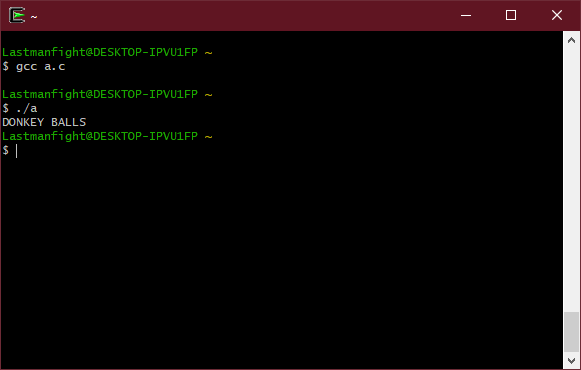 ~
Lastmanfight@DESKTOP-IPVU1FP ~
$ gcc a.c
Lastmanfight@DESKTOP-IPVU1FP ~
$ ./a
DONKEY BALLS
Lastmanfight@DESKTOP-IPVU1FP ~
$